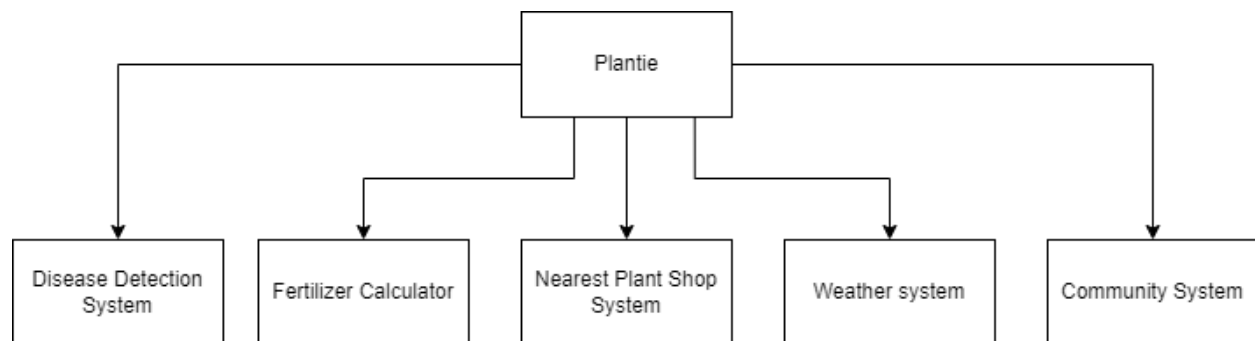 Plantie
Disease Detection
System
Fertilizer Calculator
Nearest Plant Shop
System
Weather system
Community System